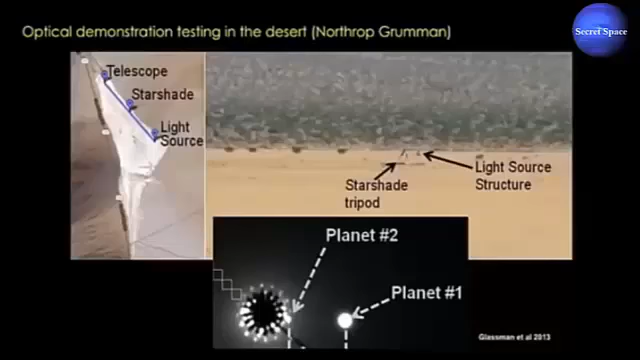 Optical demonstration testing in the desert (Northrop Grumman)
Secret Space
Telescope
Starshade
Light
Source
Starshade
tripod
Light Source
Structure
Planet #2
Planet #1
Glassman et al 2013